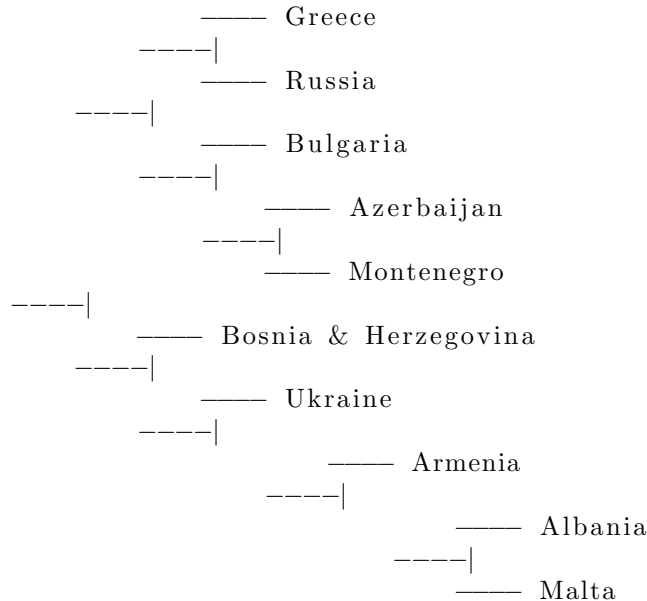 ---- Greece
----|
---- Russia
----|
---- Bulgaria
----|
---- Azerbaijan
----|
---- Montenegro
----|
---- Bosnia & Herzegovina
----|
---- Ukraine
----|
---- Armenia
----|
---- Albania
----|
---- Malta